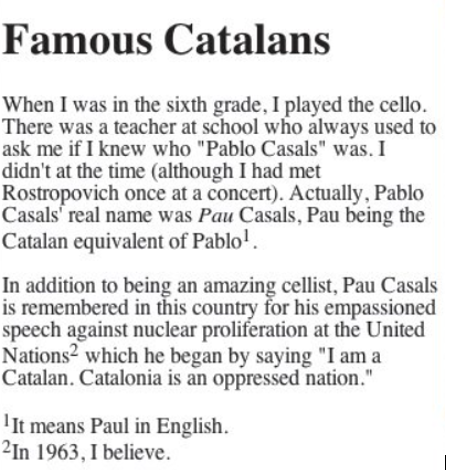 Famous Catalans
When I was in the sixth grade, I played the cello.
There was a teacher at school who always used to
ask me if I knew who "Pablo Casals" was. I
didn't at the time (although I had met
Rostropovich once at a concert). Actually, Pablo
Casals' real name was Pau Casals, Pau being the
Catalan equivalent of Pablo¹.
In addition to being an amazing cellist, Pau Casals
is remembered in this country for his empassioned
speech against nuclear proliferation at the United
Nations² which he began by saying "I am a
Catalan. Catalonia is an oppressed nation."
¹It means Paul in English.
²In 1963, I believe.